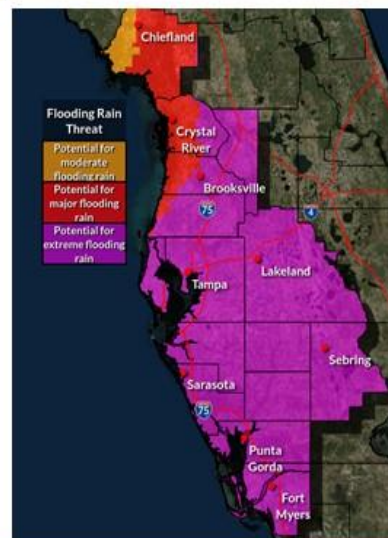 Chiefland
Flooding Rain
Threat
Potential for
moderate flooding
rain
Potential for
major flooding
rain
Potential for
extreme flooding
rain
Crystal
River
Brooksville
75
4
Tampa
Lakeland
Sebring
Sarasota
75
Punta
Gorda
Fort
Myers